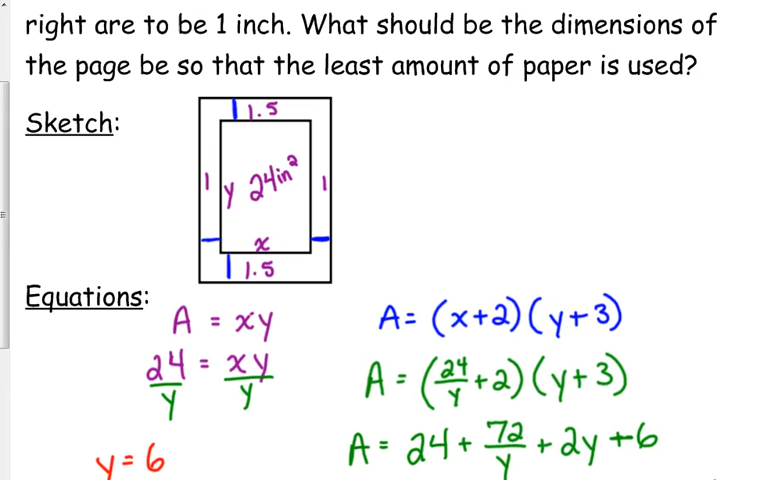 right are to be 1 inch. What should be the dimensions of
the page be so that the least amount of paper is used?
Sketch:
1.5
1 y 24in² 1
x
1.5
Equations:
A = xy
24/y = xy/y
y = 6
A = (x+2)(y+3)
A = (24/y + 2)(y+3)
A = 24 + 72/y + 2y + 6